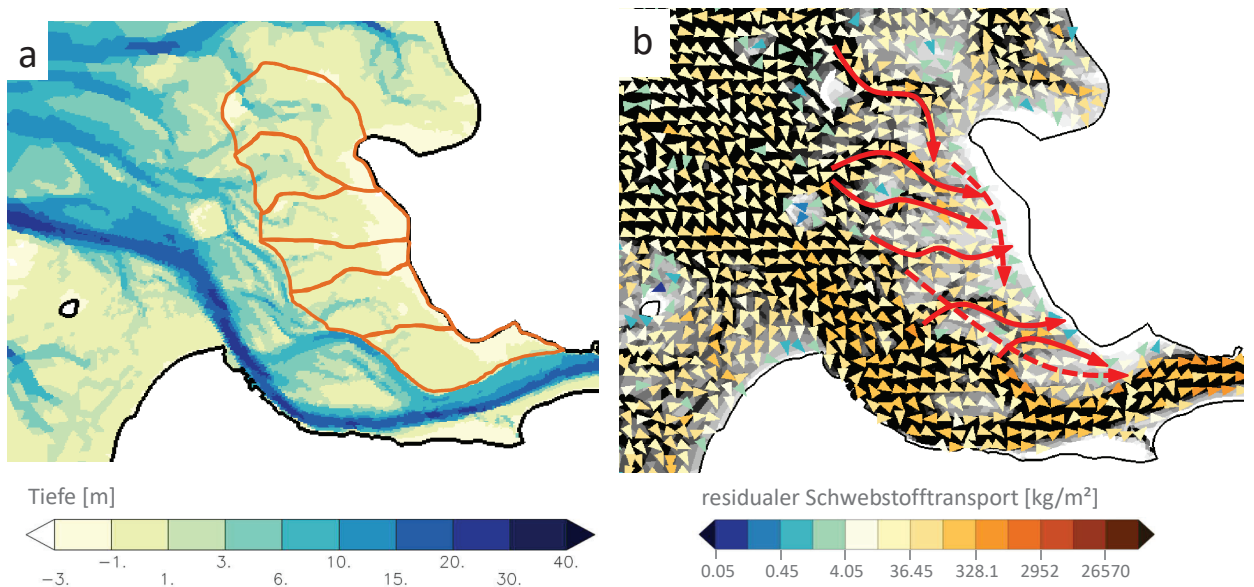 a
b
Tiefe [m]
−1. 3. 10. 20. 40.
−3. 1. 6. 15. 30.
residualer Schwebstofftransport [kg/m²]
0.05 0.45 4.05 36.45 328.1 2952 26570